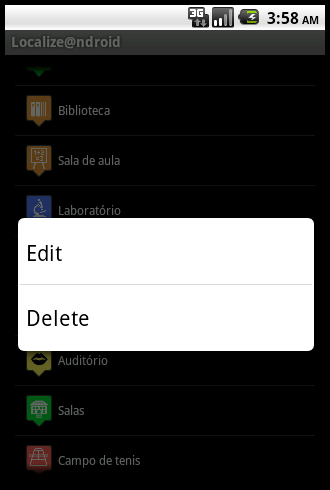 3G 3:58 AM
Localize@ndroid
Biblioteca
Sala de aula
Laboratório
Edit
Delete
Auditório
Salas
Campo de tenis